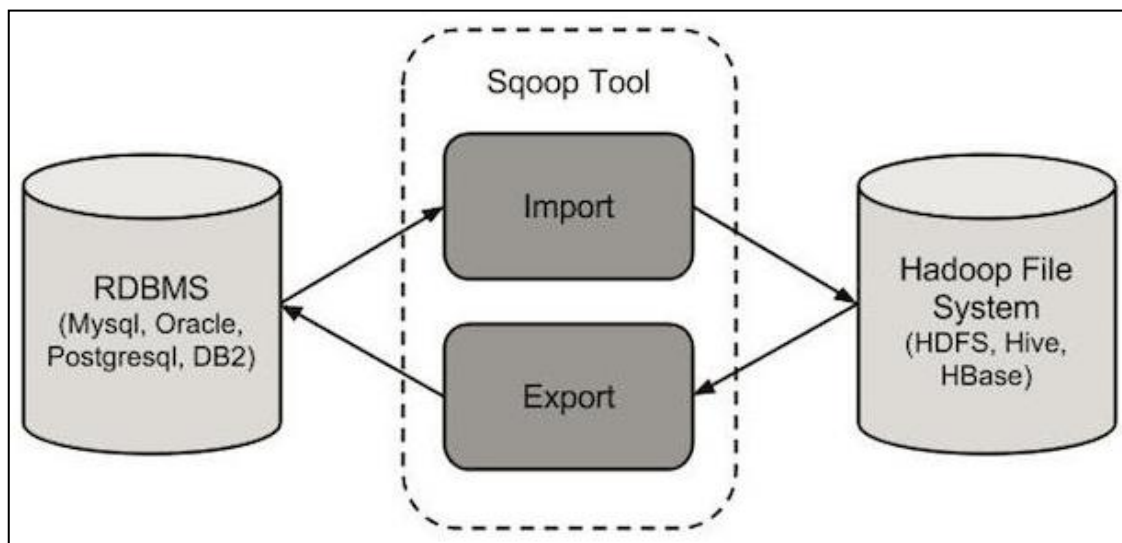 Sqoop Tool
Import
RDBMS
(Mysql, Oracle,
Postgresql, DB2)
Hadoop File
System
(HDFS, Hive,
HBase)
Export